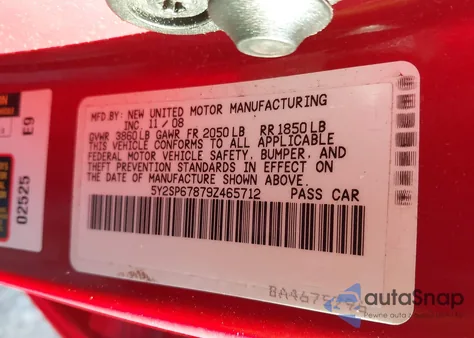 MFD.BY: NEW UNITED MOTOR MANUFACTURING
INC. 11/08
GVWR 3860LB GAWR FR 2050LB RR 1850LB
THIS VEHICLE CONFORMS TO ALL APPLICABLE
FEDERAL MOTOR VEHICLE SAFETY, BUMPER, AND
THEFT PREVENTION STANDARDS IN EFFECT ON
THE DATE OF MANUFACTURE SHOWN ABOVE.
5Y2SP67879Z465712 PASS CAR
E9
02525
autoSnap